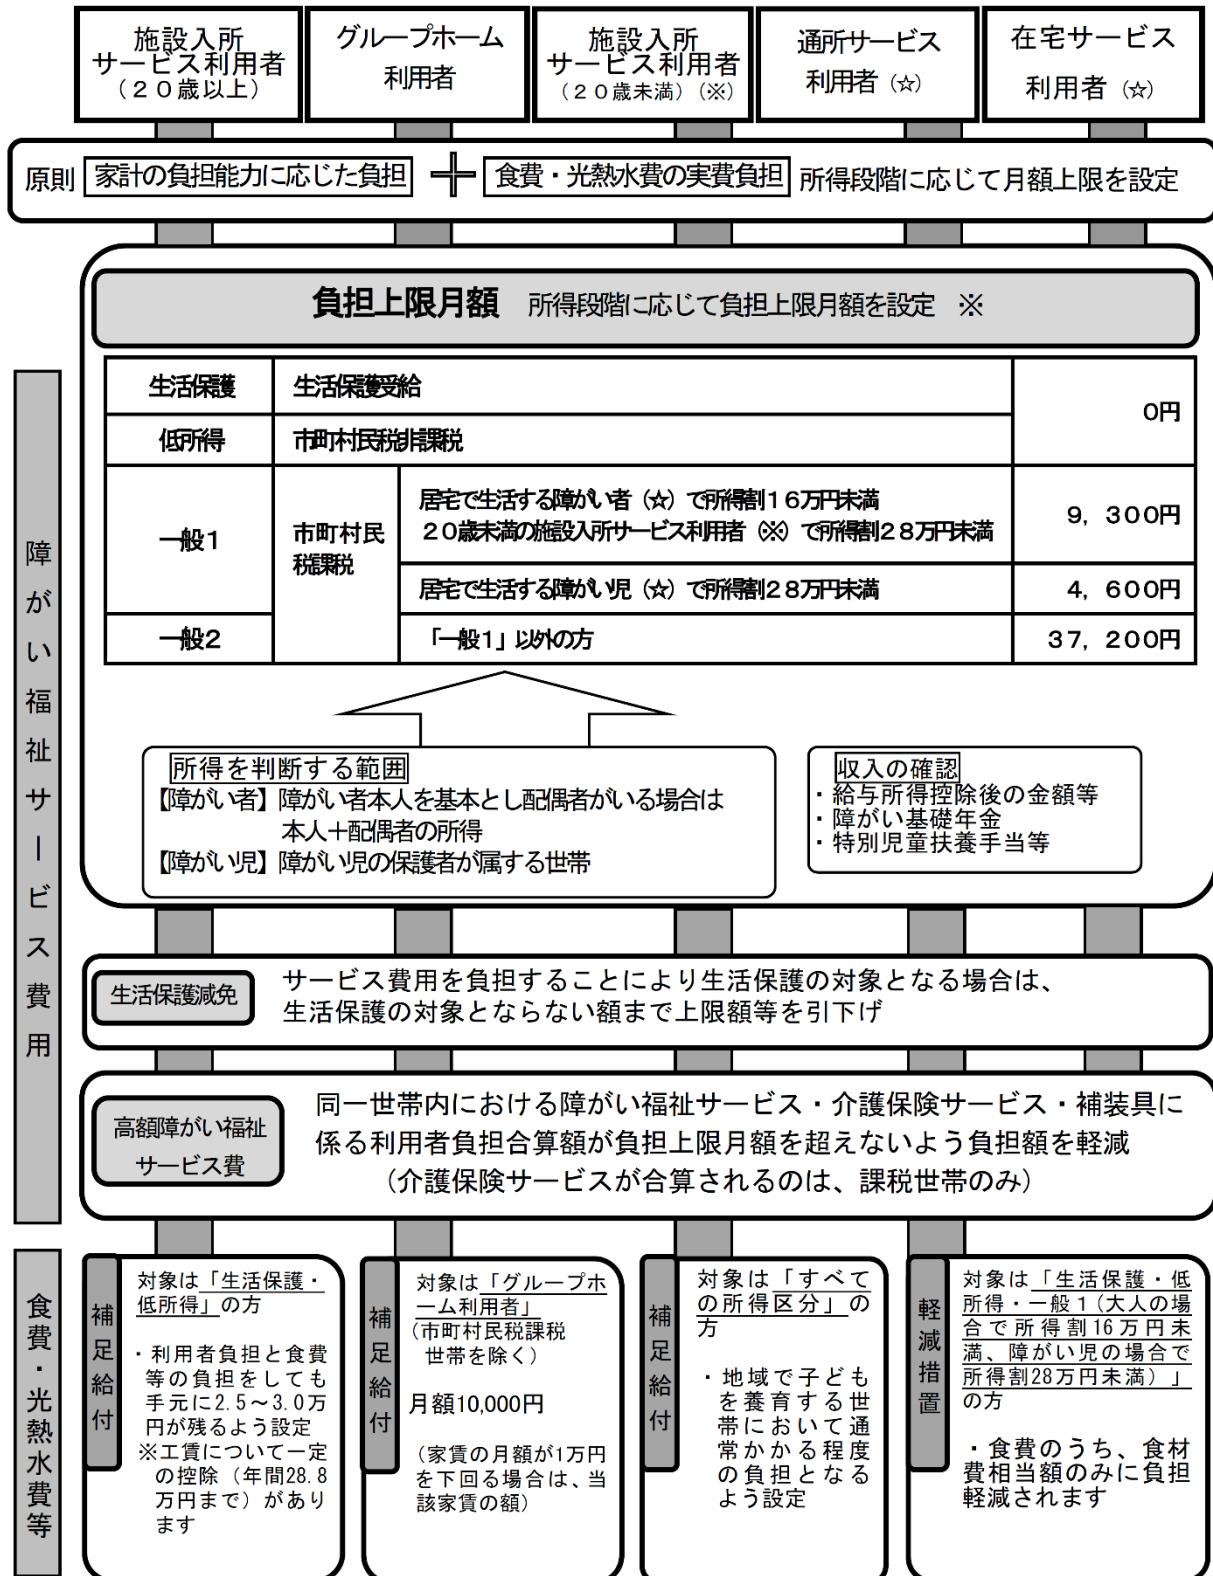 施設入所
サービス利用者
（２０歳以上）
グループホーム
利用者
施設入所
サービス利用者
（２０歳未満）（※）
通所サービス
利用者（☆）
在宅サービス
利用者（☆）
原則 家計の負担能力に応じた負担 ＋ 食費・光熱水費の実費負担 所得段階に応じて月額上限を設定
障がい福祉サービス費用
負担上限月額　所得段階に応じて負担上限月額を設定　※
生活保護　生活保護受給
０円
低所得　市町村民税非課税
一般１
市町村民
税課税
居宅で生活する障がい者（☆）で所得割１６万円未満
２０歳未満の施設入所サービス利用者（※）で所得割２８万円未満
９，３００円
居宅で生活する障がい児（☆）で所得割２８万円未満
４，６００円
一般２　「一般１」以外の方　３７，２００円
所得を判断する範囲
【障がい者】障がい者本人を基本とし配偶者がいる場合は
本人＋配偶者の所得
【障がい児】障がい児の保護者が属する世帯
収入の確認
・給与所得控除後の金額等
・障がい基礎年金
・特別児童扶養手当等
生活保護減免
サービス費用を負担することにより生活保護の対象となる場合は、
生活保護の対象とならない額まで上限額等を引下げ
高額障がい福祉
サービス費
同一世帯内における障がい福祉サービス・介護保険サービス・補装具に
係る利用者負担合算額が負担上限月額を超えないよう負担額を軽減
（介護保険サービスが合算されるのは、課税世帯のみ）
食費・光熱水費等
補足給付
対象は「生活保護・
低所得」の方
・利用者負担と食費
等の負担をしても
手元に2.5～3.0万
円が残るよう設定
※工賃について一定
の控除（年間28.8
万円まで）があり
ます
補足給付
対象は「グループホ
ーム利用者」
（市町村民税課税
世帯を除く）
月額10,000円
（家賃の月額が1万円
を下回る場合は、当
該家賃の額）
補足給付
対象は「すべて
の所得区分」の
方
・地域で子ども
を養育する世
帯において通
常かかる程度
の負担となる
よう設定
軽減措置
対象は「生活保護・低
所得・一般１(大人の場
合で所得割16万円未
満、障がい児の場合で
所得割28万円未満）」
の方
・食費のうち、食材
費相当額のみに負担
軽減されます